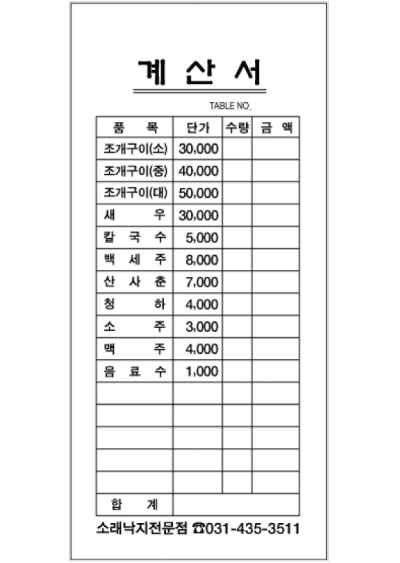 계 산 서
TABLE NO.
품 목 단가 수량 금 액
조개구이(소) 30,000
조개구이(중) 40,000
조개구이(대) 50,000
새 우 30,000
칼 국 수 5,000
백 세 주 8,000
산 사 춘 7,000
청 하 4,000
소 주 3,000
맥 주 4,000
음 료 수 1,000
합 계
소래낙지전문점 ☎031-435-3511